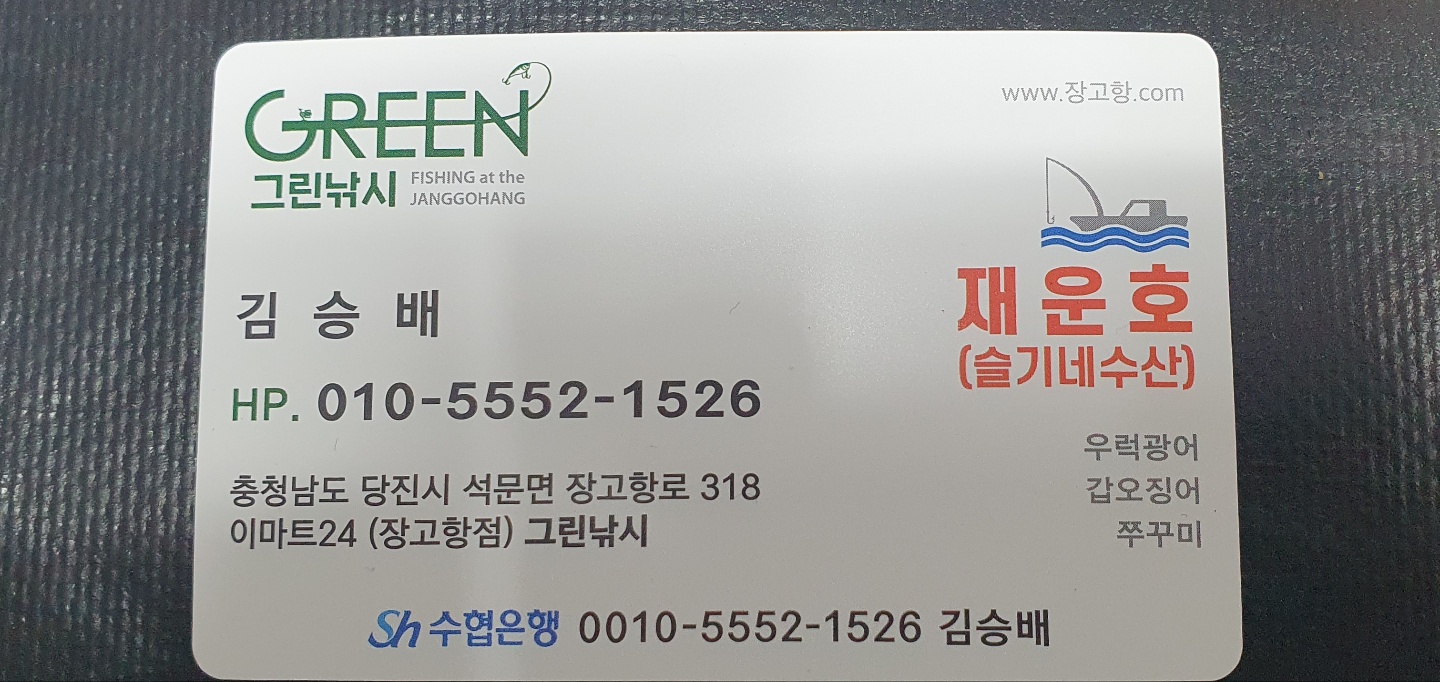 GREEN
그린낚시 FISHING at the
JANGGOHANG
www.장고항.com
김 승 배
HP. 010-5552-1526
충청남도 당진시 석문면 장고항로 318
이마트24 (장고항점) 그린낚시
재운호
(슬기네수산)
우럭광어
갑오징어
쭈꾸미
Sh수협은행 0010-5552-1526 김승배